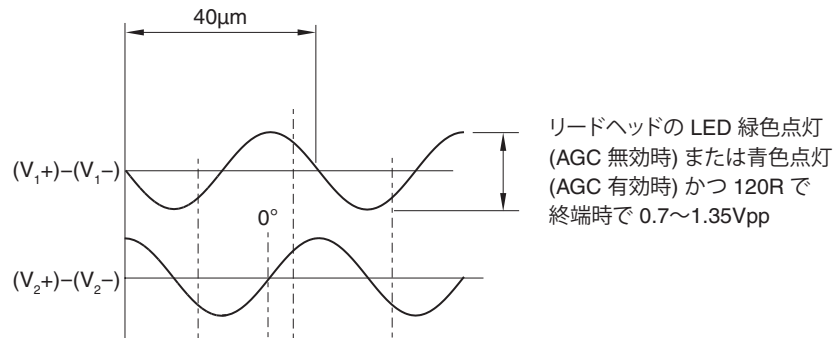 40µm
リードヘッドの LED 緑色点灯
(AGC 無効時) または青色点灯
(AGC 有効時) かつ 120R で
終端時で 0.7〜1.35Vpp
(V₁+)−(V₁−)
0°
(V₂+)−(V₂−)